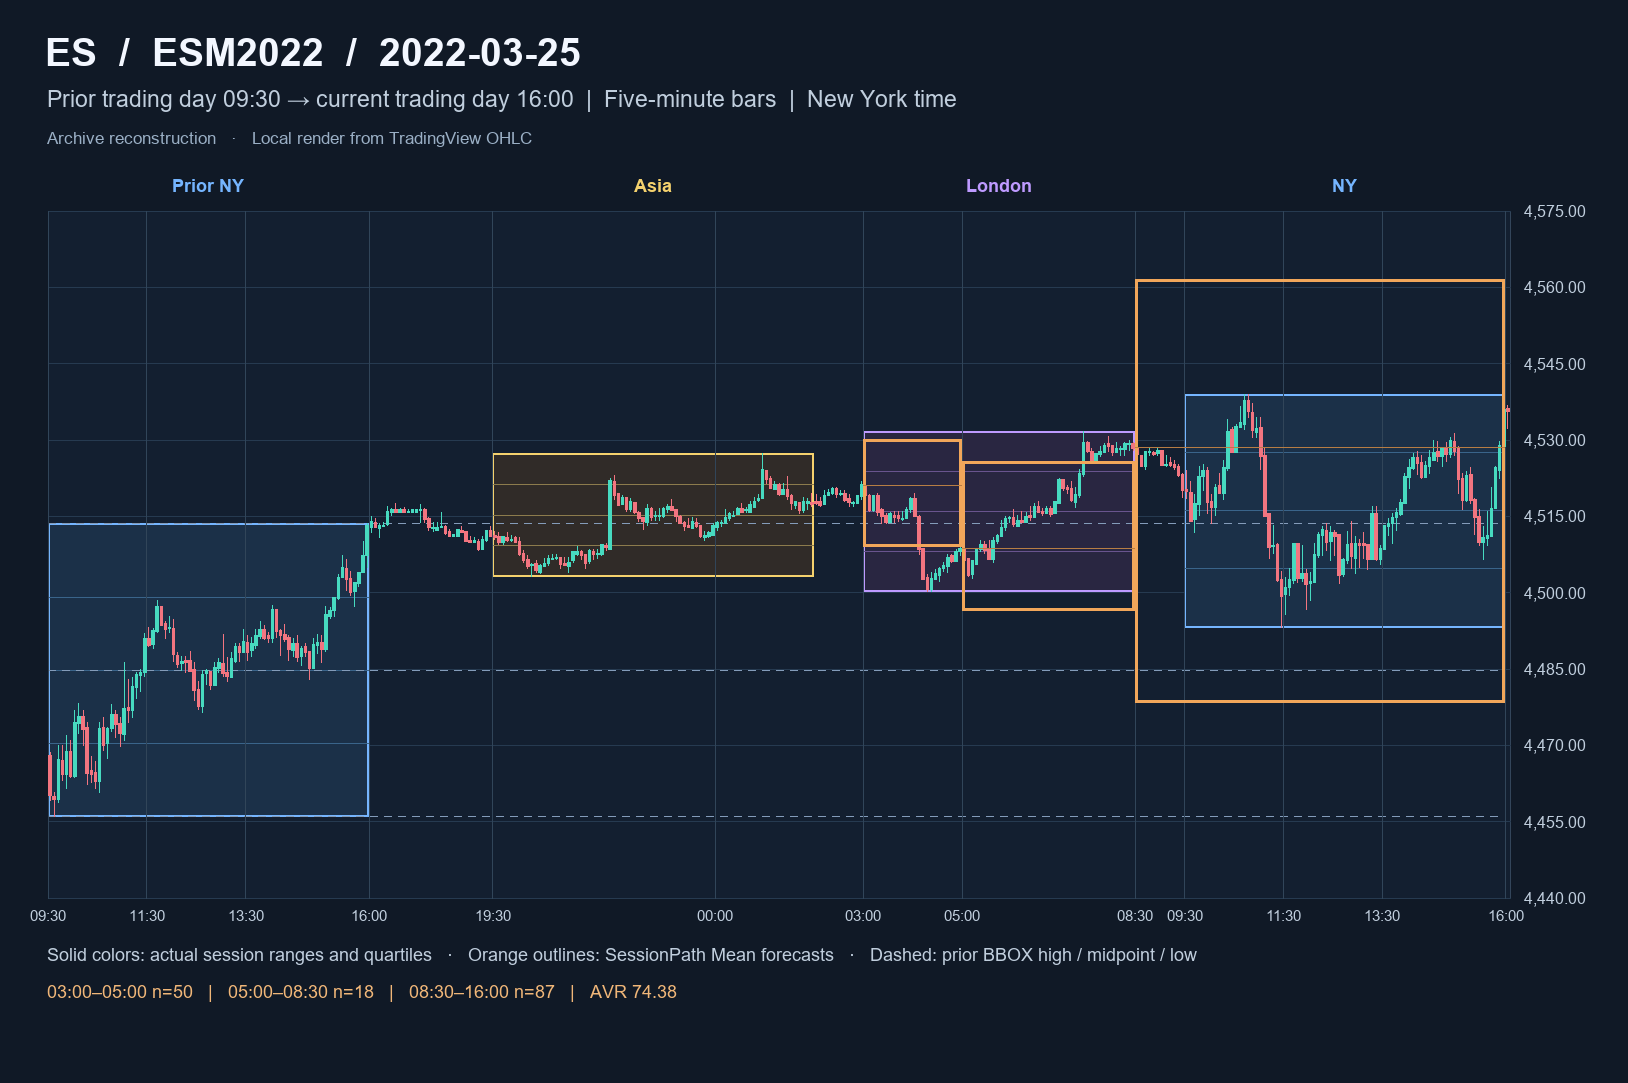 ES / ESM2022 / 2022-03-25
Prior trading day 09:30 → current trading day 16:00 | Five-minute bars | New York time
Archive reconstruction · Local render from TradingView OHLC
Prior NY Asia London NY
4,575.00
4,560.00
4,545.00
4,530.00
4,515.00
4,500.00
4,485.00
4,470.00
4,455.00
4,440.00
09:30 11:30 13:30 16:00 19:30 00:00 03:00 05:00 08:30 09:30 11:30 13:30 16:00
Solid colors: actual session ranges and quartiles · Orange outlines: SessionPath Mean forecasts · Dashed: prior BBOX high / midpoint / low
03:00–05:00 n=50 | 05:00–08:30 n=18 | 08:30–16:00 n=87 | AVR 74.38